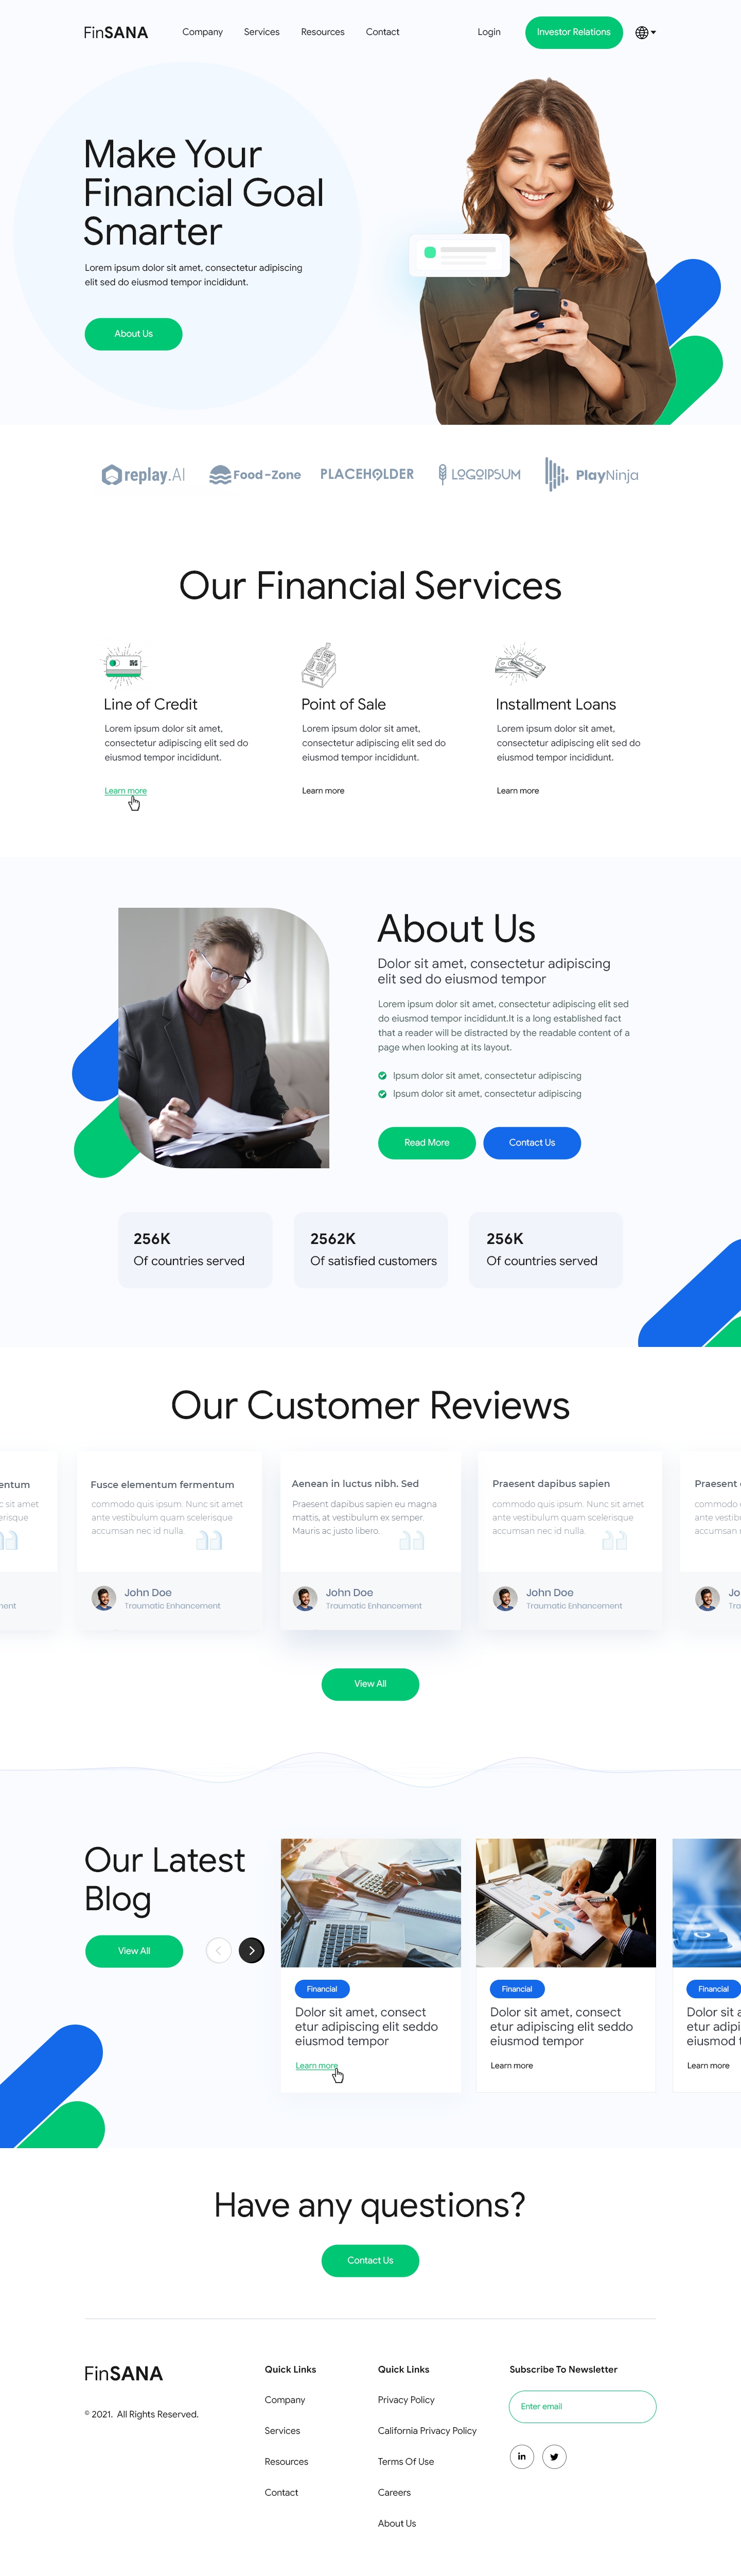 FinSANA
Company
Services
Resources
Contact
Login
Investor Relations
Make Your
Financial Goal
Smarter
Lorem ipsum dolor sit amet, consectetur adipiscing
elit sed do eiusmod tempor incididunt.
About Us
replay.AI
Food-Zone
PLACEHOLDER
LOGOIPSUM
PlayNinja
Our Financial Services
Line of Credit
Lorem ipsum dolor sit amet,
consectetur adipiscing elit sed do
eiusmod tempor incididunt.
Learn more
Point of Sale
Lorem ipsum dolor sit amet,
consectetur adipiscing elit sed do
eiusmod tempor incididunt.
Learn more
Installment Loans
Lorem ipsum dolor sit amet,
consectetur adipiscing elit sed do
eiusmod tempor incididunt.
Learn more
About Us
Dolor sit amet, consectetur adipiscing
elit sed do eiusmod tempor
Lorem ipsum dolor sit amet, consectetur adipiscing elit sed
do eiusmod tempor incididunt.It is a long established fact
that a reader will be distracted by the readable content of a
page when looking at its layout.
Ipsum dolor sit amet, consectetur adipiscing
Ipsum dolor sit amet, consectetur adipiscing
Read More
Contact Us
256K
Of countries served
2562K
Of satisfied customers
256K
Of countries served
Our Customer Reviews
entum
c sit amet
erisque
ment
Fusce elementum fermentum
commodo quis ipsum. Nunc sit amet
ante vestibulum quam scelerisque
accumsan nec id nulla.
John Doe
Traumatic Enhancement
Aenean in luctus nibh. Sed
Praesent dapibus sapien eu magna
mattis, at vestibulum ex semper.
Mauris ac justo libero.
John Doe
Traumatic Enhancement
Praesent dapibus sapien
commodo quis ipsum. Nunc sit amet
ante vestibulum quam scelerisque
accumsan nec id nulla.
John Doe
Traumatic Enhancement
Praesent
commodo
ante vestib
accumsan
Jo
Tra
View All
Our Latest
Blog
View All
Financial
Dolor sit amet, consect
etur adipiscing elit seddo
eiusmod tempor
Learn more
Financial
Dolor sit amet, consect
etur adipiscing elit seddo
eiusmod tempor
Learn more
Financial
Dolor sit a
etur adipi
eiusmod t
Learn more
Have any questions?
Contact Us
FinSANA
© 2021. All Rights Reserved.
Quick Links
Company
Services
Resources
Contact
Quick Links
Privacy Policy
California Privacy Policy
Terms Of Use
Careers
About Us
Subscribe To Newsletter
Enter email
in